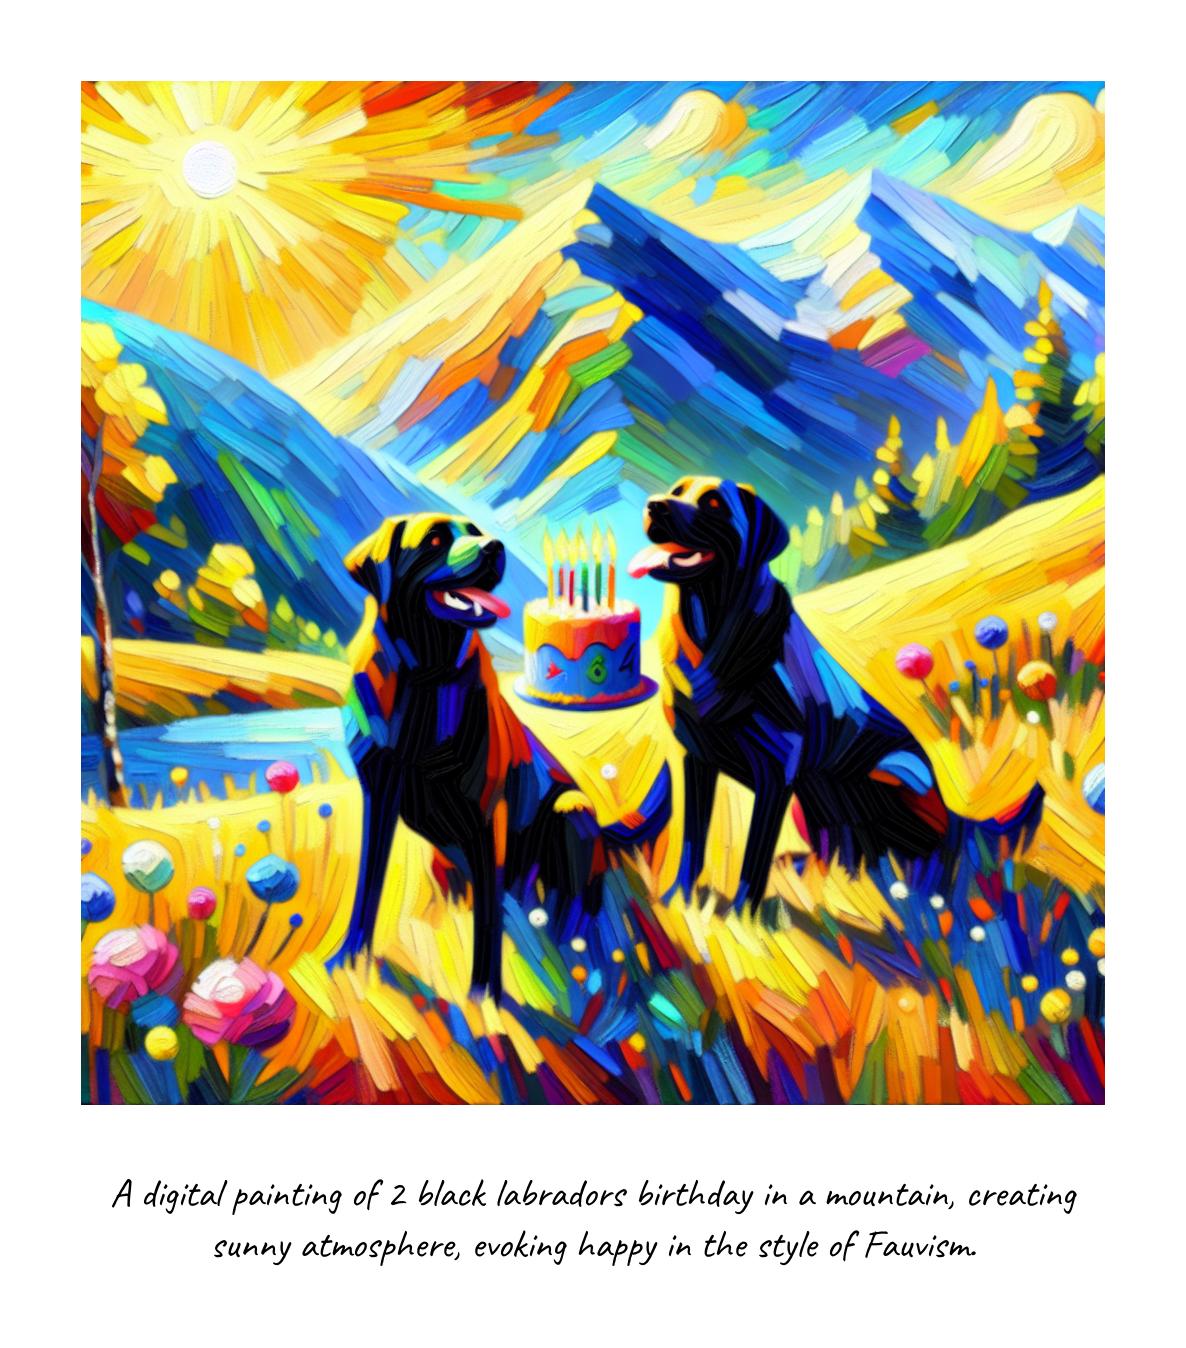 A digital painting of 2 black labradors birthday in a mountain, creating
sunny atmosphere, evoking happy in the style of Fauvism.